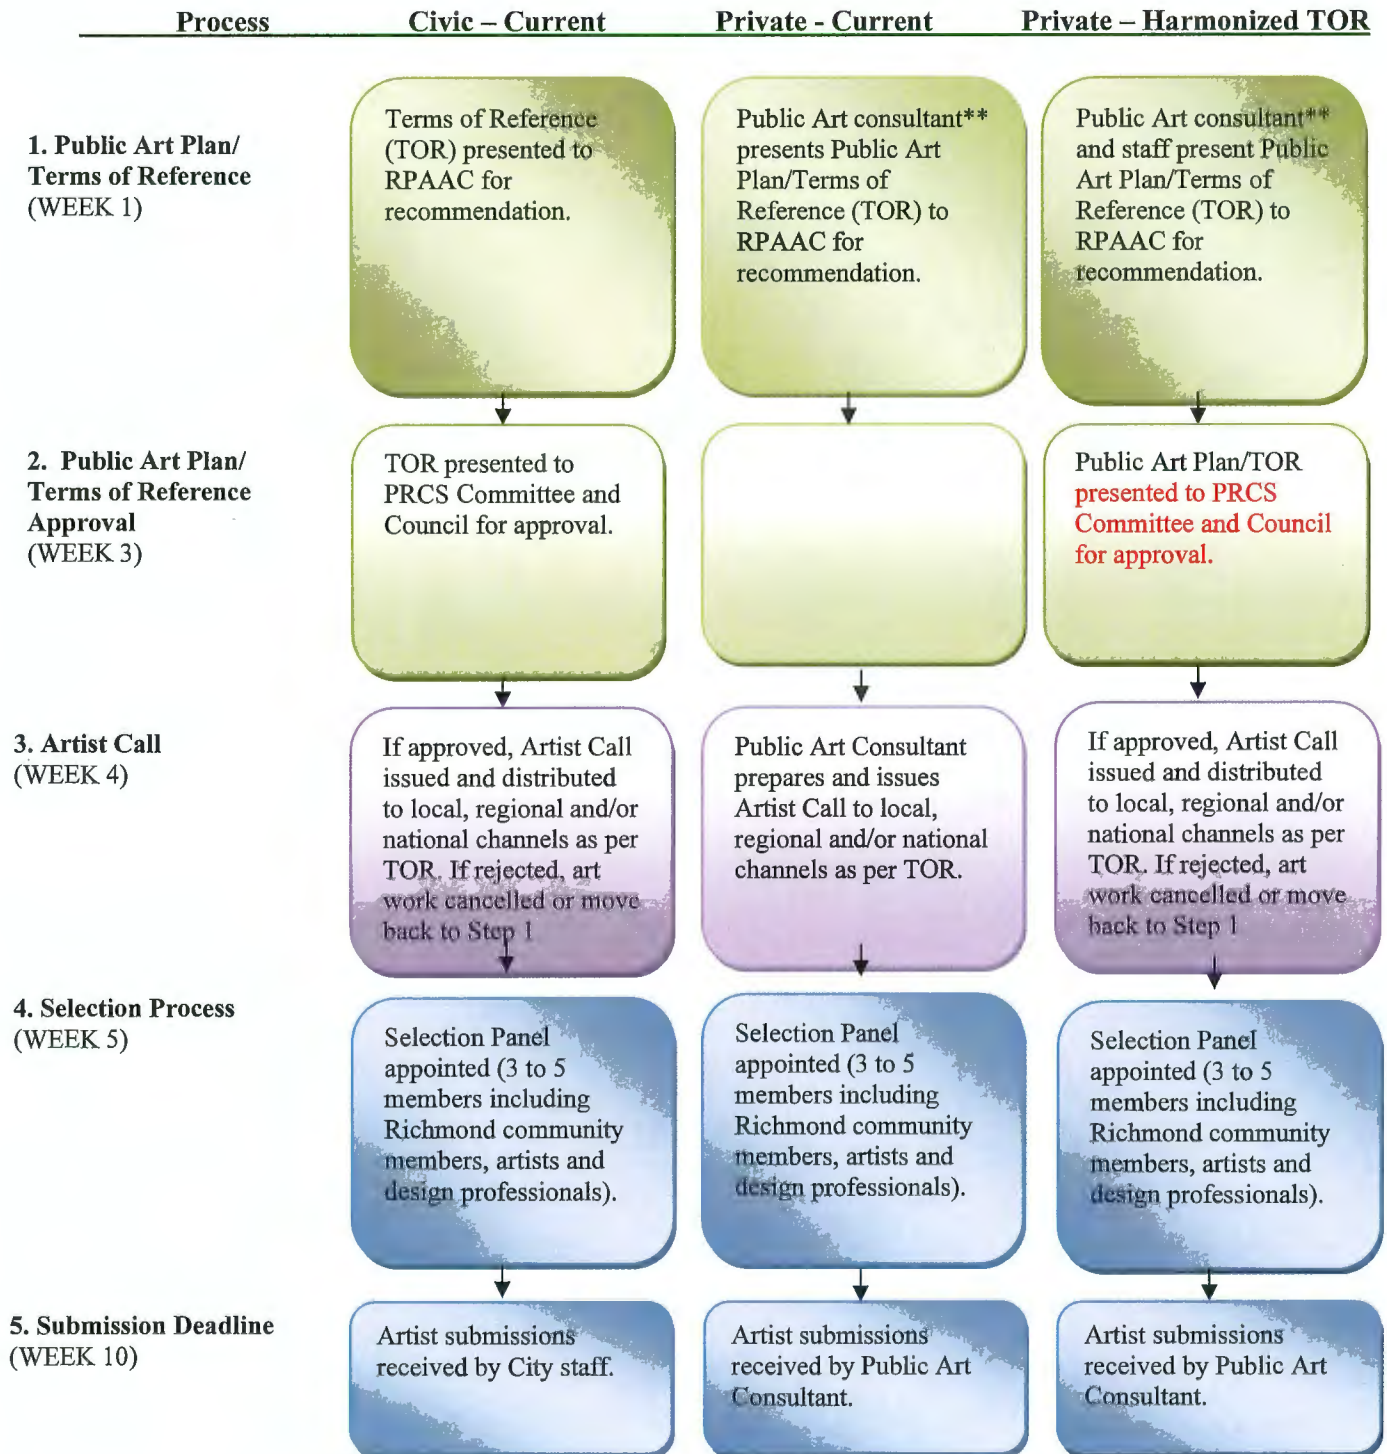 Process Civic – Current Private - Current Private – Harmonized TOR
1. Public Art Plan/
Terms of Reference
(WEEK 1)
Terms of Reference
(TOR) presented to
RPAAC for
recommendation.
Public Art consultant**
presents Public Art
Plan/Terms of
Reference (TOR) to
RPAAC for
recommendation.
Public Art consultant**
and staff present Public
Art Plan/Terms of
Reference (TOR) to
RPAAC for
recommendation.
2. Public Art Plan/
Terms of Reference
Approval
(WEEK 3)
TOR presented to
PRCS Committee and
Council for approval.
Public Art Plan/TOR
presented to PRCS
Committee and Council
for approval.
3. Artist Call
(WEEK 4)
If approved, Artist Call
issued and distributed
to local, regional and/or
national channels as per
TOR. If rejected, art
work cancelled or move
back to Step 1
Public Art Consultant
prepares and issues
Artist Call to local,
regional and/or national
channels as per TOR.
If approved, Artist Call
issued and distributed
to local, regional and/or
national channels as per
TOR. If rejected, art
work cancelled or move
back to Step 1
4. Selection Process
(WEEK 5)
Selection Panel
appointed (3 to 5
members including
Richmond community
members, artists and
design professionals).
Selection Panel
appointed (3 to 5
members including
Richmond community
members, artists and
design professionals).
Selection Panel
appointed (3 to 5
members including
Richmond community
members, artists and
design professionals).
5. Submission Deadline
(WEEK 10)
Artist submissions
received by City staff.
Artist submissions
received by Public Art
Consultant.
Artist submissions
received by Public Art
Consultant.